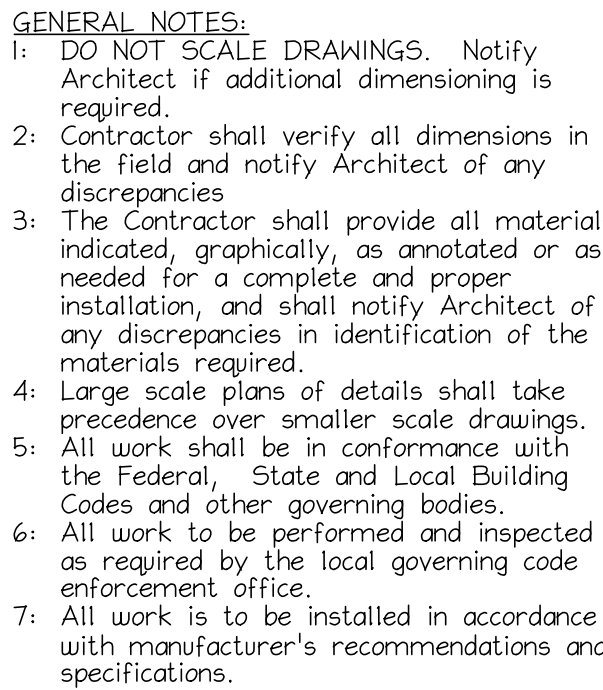 GENERAL NOTES:
1: DO NOT SCALE DRAWINGS. Notify
Architect if additional dimensioning is
required.
2: Contractor shall verify all dimensions in
the field and notify Architect of any
discrepancies
3: The Contractor shall provide all material
indicated, graphically, as annotated or as
needed for a complete and proper
installation, and shall notify Architect of
any discrepancies in identification of the
materials required.
4: Large scale plans of details shall take
precedence over smaller scale drawings.
5: All work shall be in conformance with
the Federal, State and Local Building
Codes and other governing bodies.
6: All work to be performed and inspected
as required by the local governing code
enforcement office.
7: All work is to be installed in accordance
with manufacturer's recommendations and
specifications.